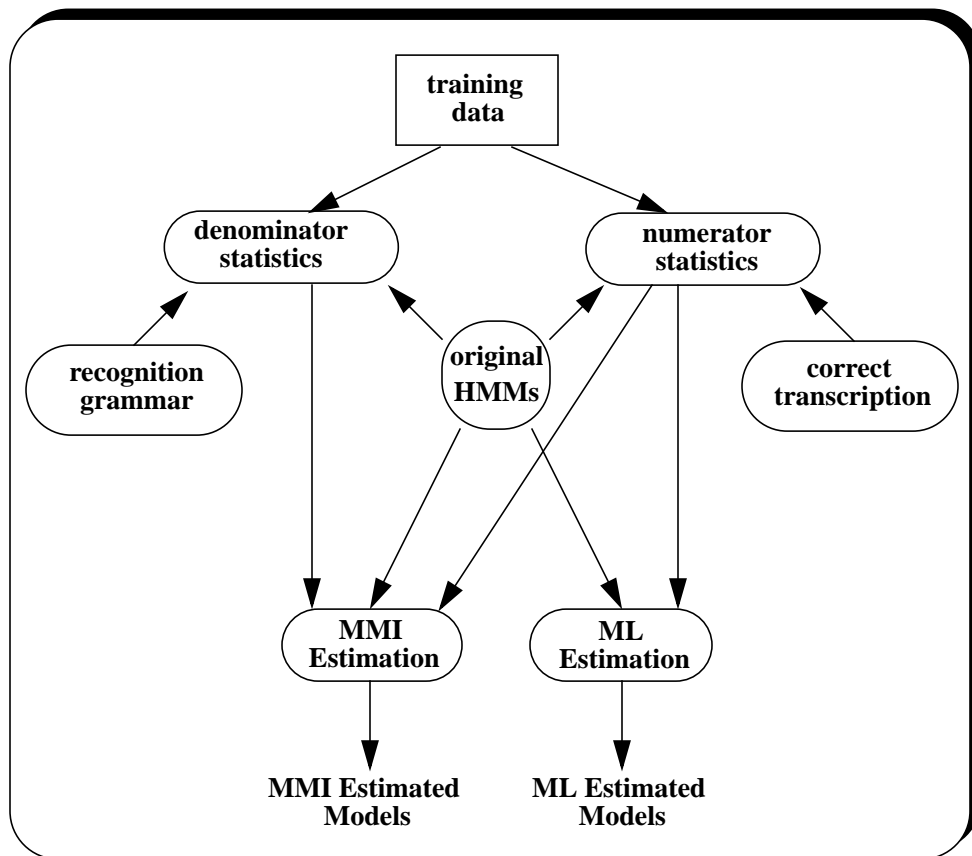 training
data
denominator
statistics
numerator
statistics
original
HMMs
recognition
grammar
correct
transcription
MMI
Estimation
ML
Estimation
MMI Estimated
Models
ML Estimated
Models